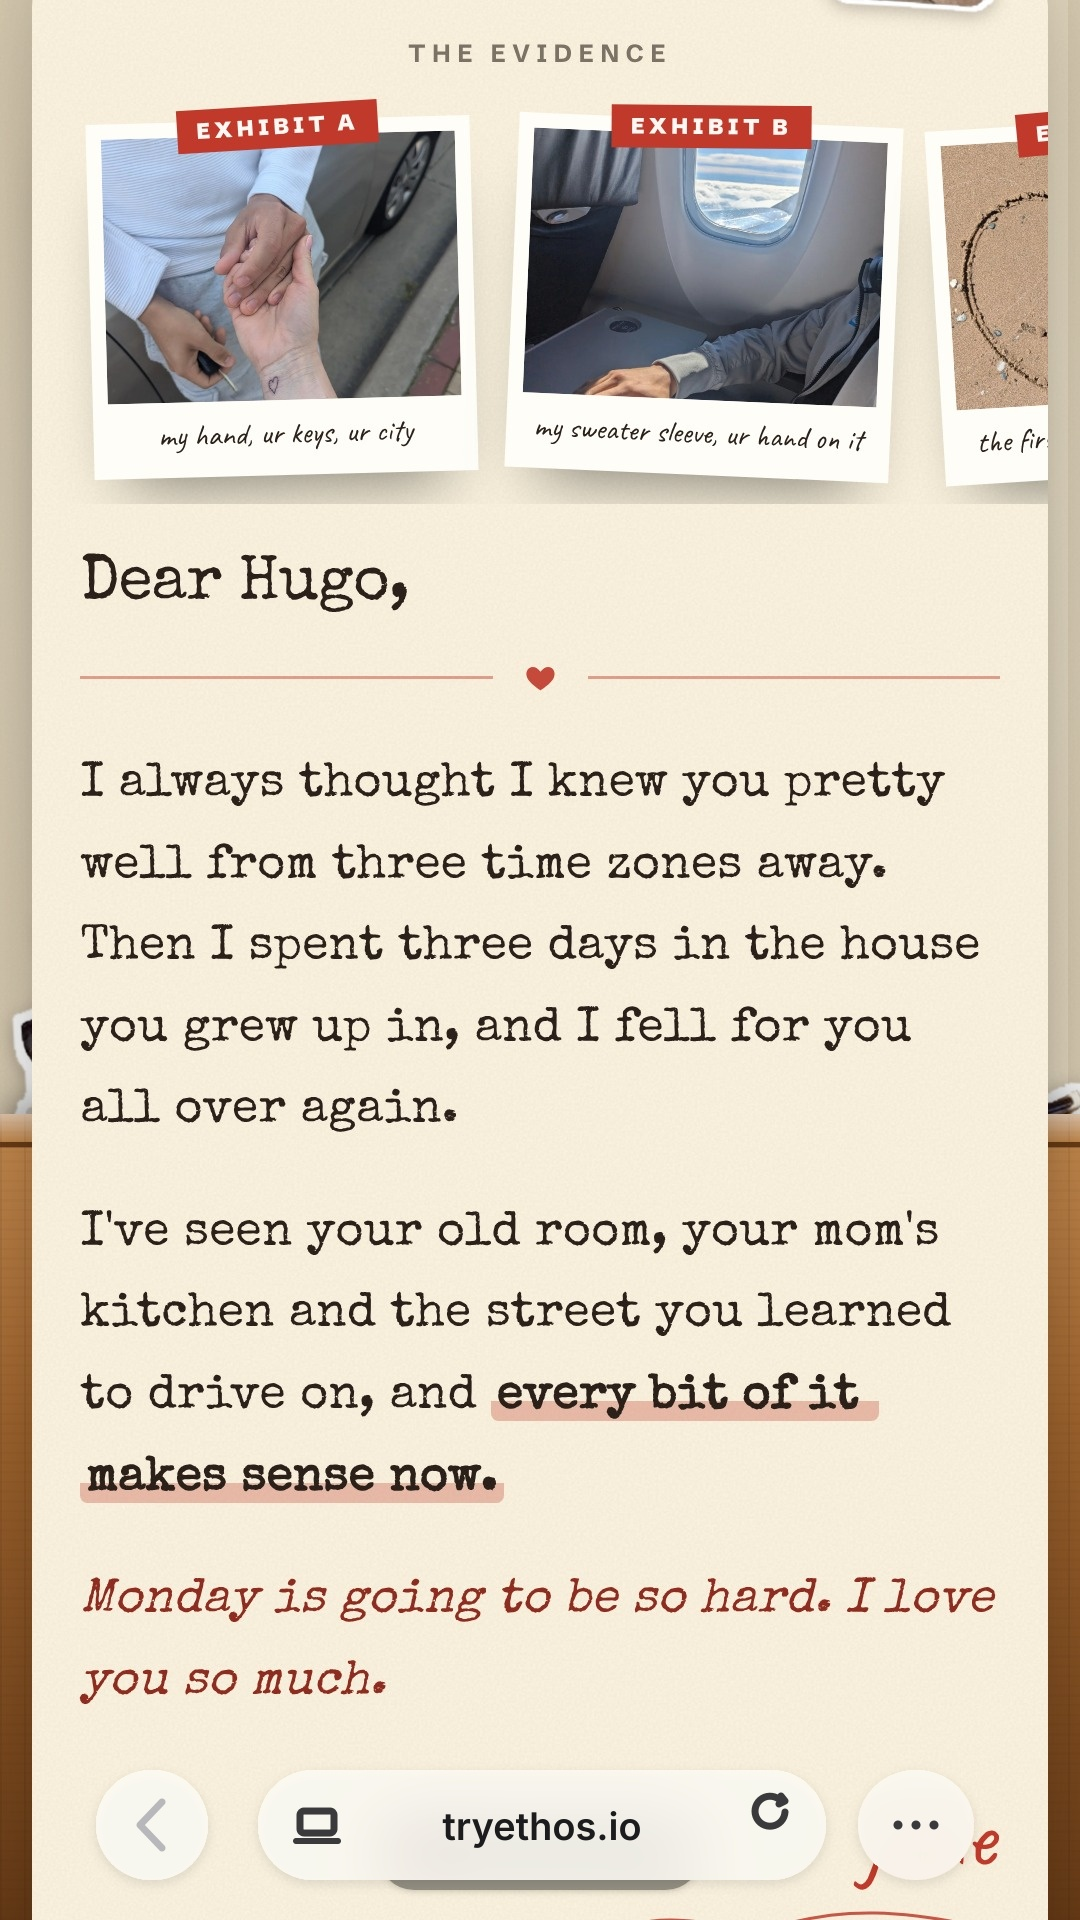 THE EVIDENCE
EXHIBIT A
EXHIBIT B
my hand, ur keys, ur city
my sweater sleeve, ur hand on it
the
Dear Hugo,
I always thought I knew you pretty
well from three time zones away.
Then I spent three days in the house
you grew up in, and I fell for you
all over again.
I've seen your old room, your mom's
kitchen and the street you learned
to drive on, and every bit of it
makes sense now.
Monday is going to be so hard. I love
you so much.
tryethos.io